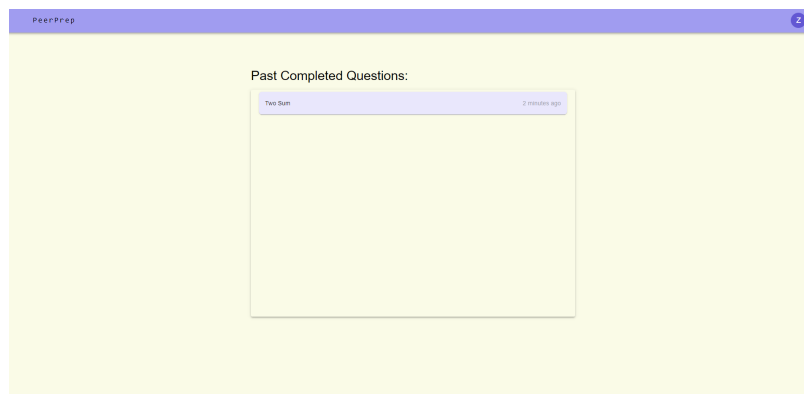 PeerPrep
Z
Past Completed Questions:
Two Sum
2 minutes ago